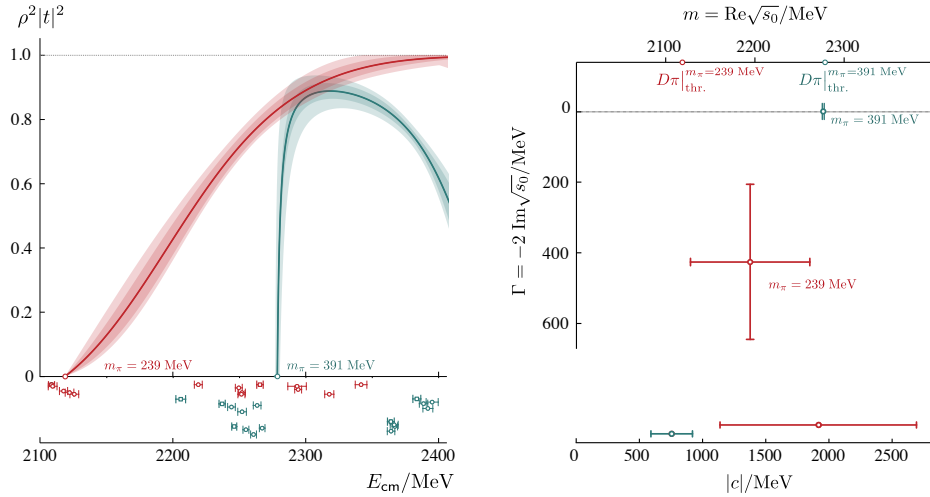 ρ²|t|²
1.0
0.8
0.6
0.4
0.2
0
m_π = 239 MeV
m_π = 391 MeV
2100 2200 2300 2400
E_cm/MeV
m = Re√s₀/MeV
2100 2200 2300
Dπ|_thr.^{m_π=239 MeV} Dπ|_thr.^{m_π=391 MeV}
0
m_π = 391 MeV
200
400
m_π = 239 MeV
600
Γ = −2 Im√s₀/MeV
0 500 1000 1500 2000 2500
|c|/MeV